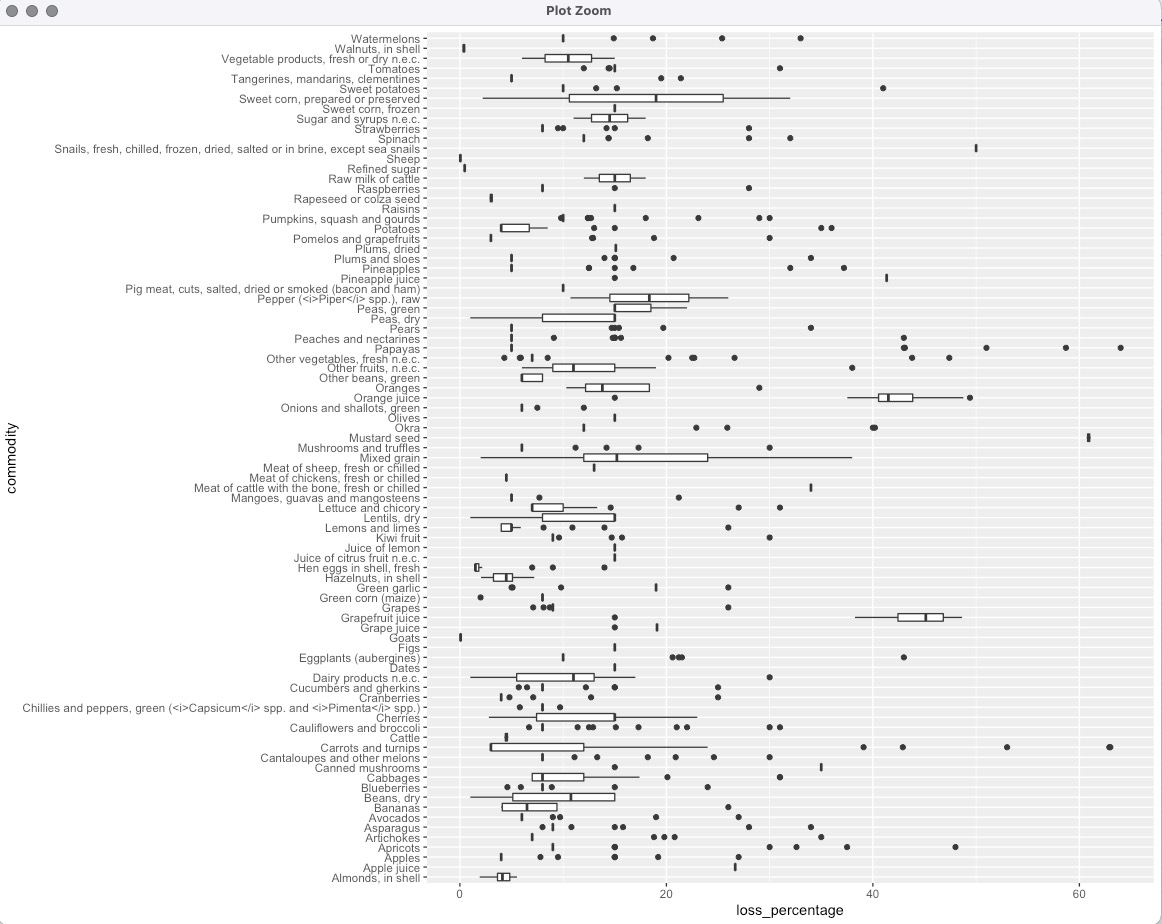 Plot Zoom
commodity
Watermelons
Walnuts, in shell
Vegetable products, fresh or dry n.e.c.
Tomatoes
Tangerines, mandarins, clementines
Sweet potatoes
Sweet corn, prepared or preserved
Sweet corn, frozen
Sugar and syrups n.e.c.
Strawberries
Spinach
Snails, fresh, chilled, frozen, dried, salted or in brine, except sea snails
Sheep
Refined sugar
Raw milk of cattle
Raspberries
Rapeseed or colza seed
Raisins
Pumpkins, squash and gourds
Potatoes
Pomelos and grapefruits
Plums, dried
Plums and sloes
Pineapples
Pineapple juice
Pig meat, cuts, salted, dried or smoked (bacon and ham)
Pepper (<i>Piper</i> spp.), raw
Peas, green
Peas, dry
Pears
Peaches and nectarines
Papayas
Other vegetables, fresh n.e.c.
Other fruits, n.e.c.
Other beans, green
Oranges
Orange juice
Onions and shallots, green
Olives
Okra
Mustard seed
Mushrooms and truffles
Mixed grain
Meat of sheep, fresh or chilled
Meat of chickens, fresh or chilled
Meat of cattle with the bone, fresh or chilled
Mangoes, guavas and mangosteens
Lettuce and chicory
Lentils, dry
Lemons and limes
Kiwi fruit
Juice of lemon
Juice of citrus fruit n.e.c.
Hen eggs in shell, fresh
Hazelnuts, in shell
Green garlic
Green corn (maize)
Grapes
Grapefruit juice
Grape juice
Goats
Figs
Eggplants (aubergines)
Dates
Dairy products n.e.c.
Cucumbers and gherkins
Cranberries
Chillies and peppers, green (<i>Capsicum</i> spp. and <i>Pimenta</i> spp.)
Cherries
Cauliflowers and broccoli
Cattle
Carrots and turnips
Cantaloupes and other melons
Canned mushrooms
Cabbages
Blueberries
Beans, dry
Bananas
Avocados
Asparagus
Artichokes
Apricots
Apples
Apple juice
Almonds, in shell
0 20 40 60
loss_percentage